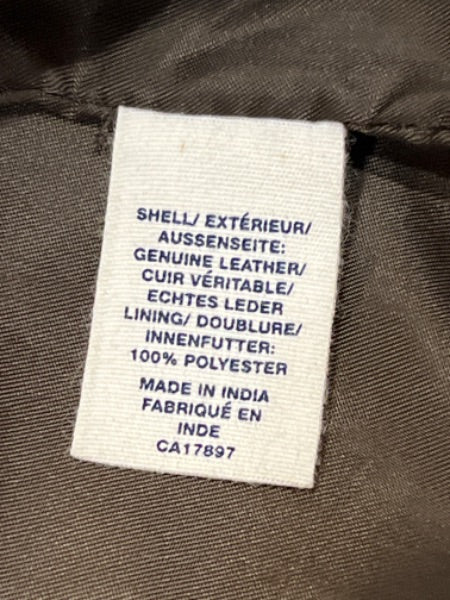 SHELL/ EXTÉRIEUR/
AUSSENSEITE:
GENUINE LEATHER/
CUIR VÉRITABLE/
ECHTES LEDER
LINING/ DOUBLURE/
INNENFUTTER:
100% POLYESTER
MADE IN INDIA
FABRIQUÉ EN
INDE
CA17897